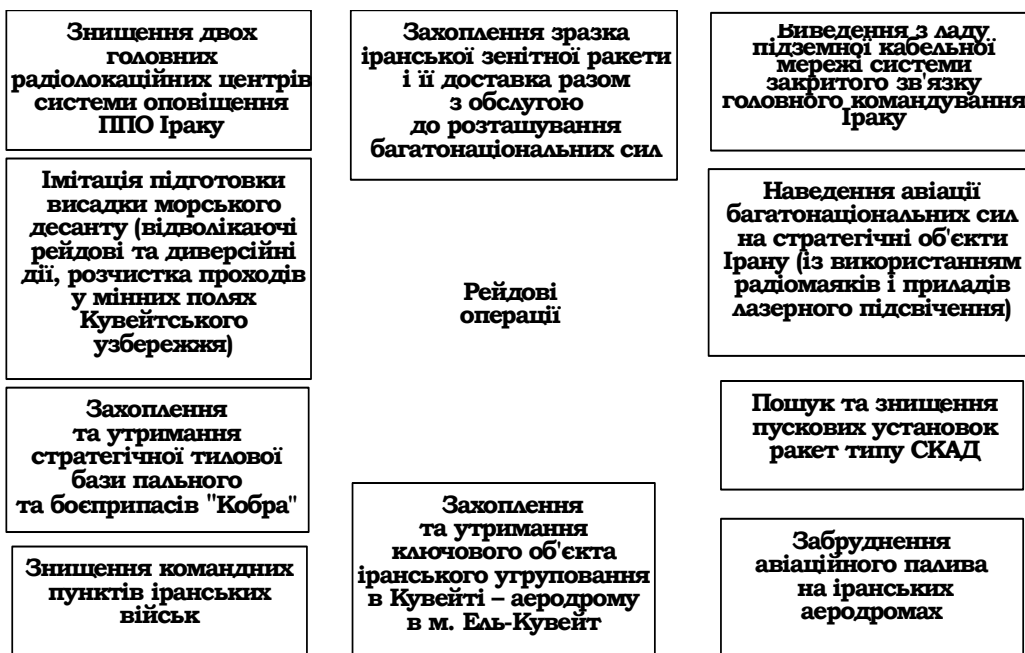 Знищення двох
головних
радіолокаційних центрів
системи оповіщення
ППО Іраку
Захоплення зразка
іранської зенітної ракети
і її доставка разом
з обслугою
до розташування
багатонаціональних сил
Виведення з ладу
підземної кабельної
мережі системи
закритого зв'язку
головного командування
Іраку
Імітація підготовки
висадки морського
десанту (відволікаючі
рейдові та диверсійні
дії, розчистка проходів
у мінних полях
Кувейтського
узбережжя)
Рейдові
операції
Наведення авіації
багатонаціональних сил
на стратегічні об'єкти
Ірану (із використанням
радіомаяків і приладів
лазерного підсвічення)
Захоплення
та утримання
стратегічної тилової
бази пального
та боєприпасів "Кобра"
Пошук та знищення
пускових установок
ракет типу СКАД
Знищення командних
пунктів іранських
військ
Захоплення
та утримання
ключового об'єкта
іранського угруповання
в Кувейті – аеродрому
в м. Ель-Кувейт
Забруднення
авіаційного палива
на іранських
аеродромах